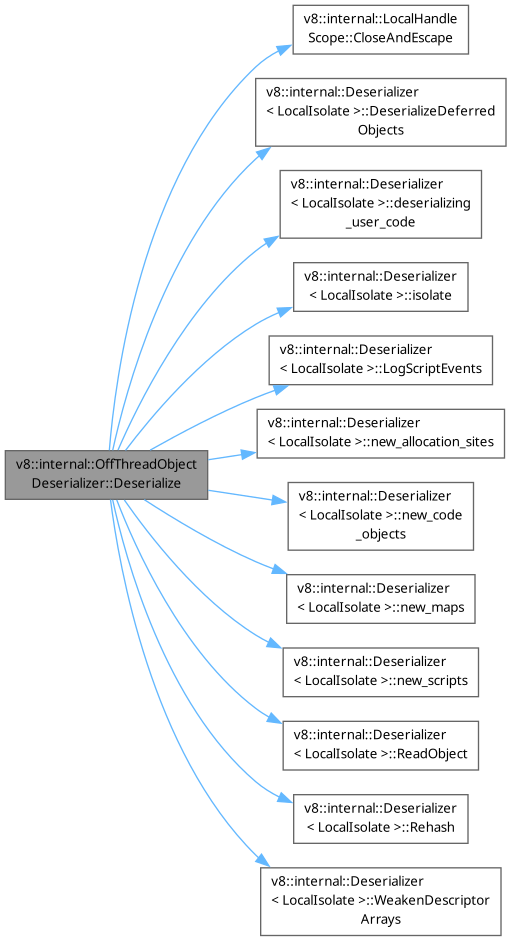 v8::internal::LocalHandle
Scope::CloseAndEscape
v8::internal::Deserializer
< LocalIsolate >::DeserializeDeferred
Objects
v8::internal::Deserializer
< LocalIsolate >::deserializing
_user_code
v8::internal::Deserializer
< LocalIsolate >::isolate
v8::internal::Deserializer
< LocalIsolate >::LogScriptEvents
v8::internal::Deserializer
< LocalIsolate >::new_allocation_sites
v8::internal::OffThreadObject
Deserializer::Deserialize
v8::internal::Deserializer
< LocalIsolate >::new_code
_objects
v8::internal::Deserializer
< LocalIsolate >::new_maps
v8::internal::Deserializer
< LocalIsolate >::new_scripts
v8::internal::Deserializer
< LocalIsolate >::ReadObject
v8::internal::Deserializer
< LocalIsolate >::Rehash
v8::internal::Deserializer
< LocalIsolate >::WeakenDescriptor
Arrays